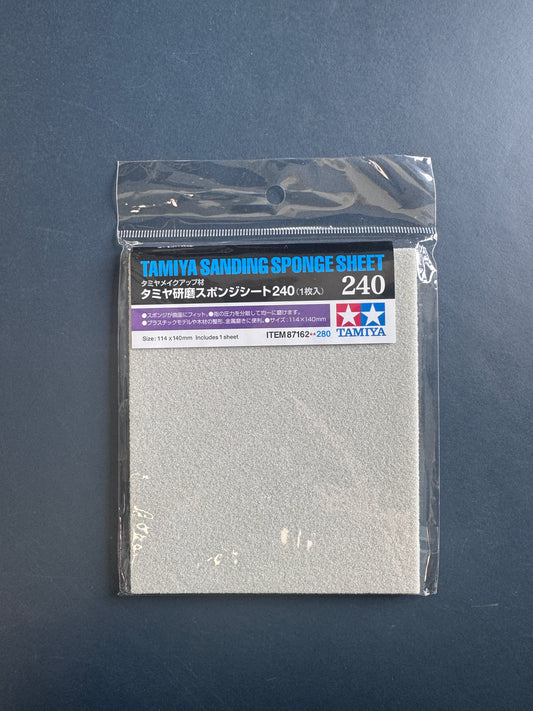 TAMIYA SANDING SPONGE SHEET
タミヤメイクアップ材
タミヤ研磨スポンジシート240(1枚入)
240
●スポンジが曲面にフィット。●指の圧力を分散して均一に磨けます。●サイズ：114×140mm
●プラスチックモデルや木材の整形、金属磨きに便利。
Size: 114 x 140mm Includes 1 sheet
ITEM 87162★★280
TAMIYA